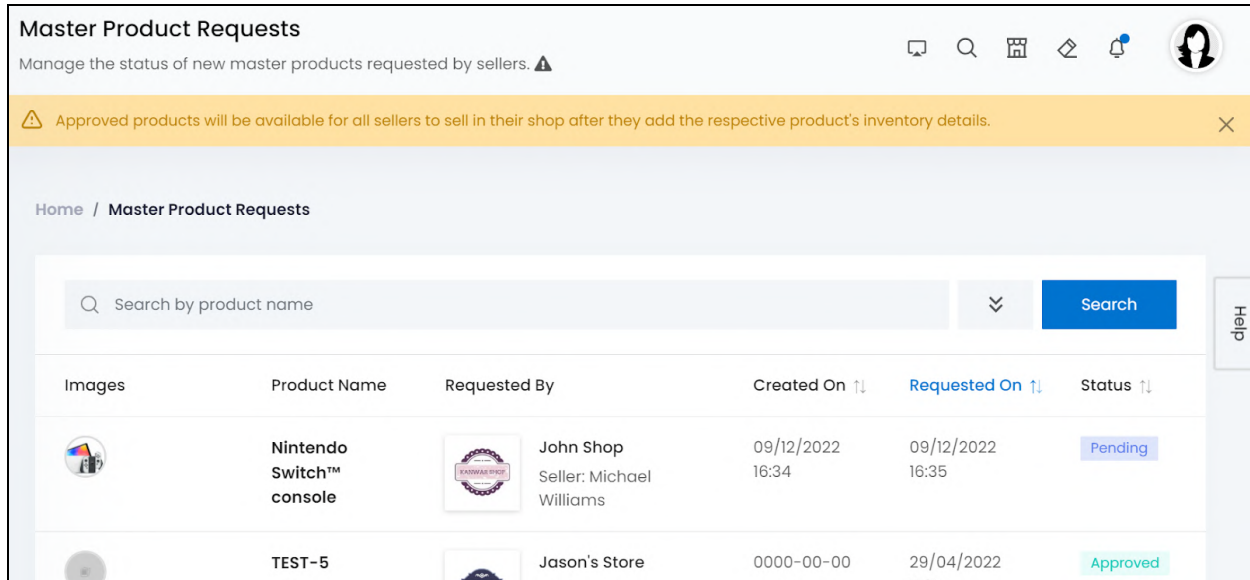 Master Product Requests
Manage the status of new master products requested by sellers.
Approved products will be available for all sellers to sell in their shop after they add the respective product's inventory details.
Home / Master Product Requests
Search by product name
Search
Help
Images Product Name Requested By Created On Requested On Status
Nintendo Switch™ console
KANWAR SHOP
John Shop
Seller: Michael Williams
09/12/2022 16:34
09/12/2022 16:35
Pending
TEST-5
Jason's Store
0000-00-00
29/04/2022
Approved